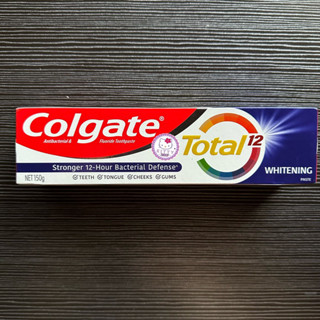 Colgate®
Antibacterial & Fluoride Toothpaste
Total 12
Stronger 12-Hour Bacterial Defense
TEETH TONGUE CHEEKS GUMS
NET 150g
WHITENING
PASTE